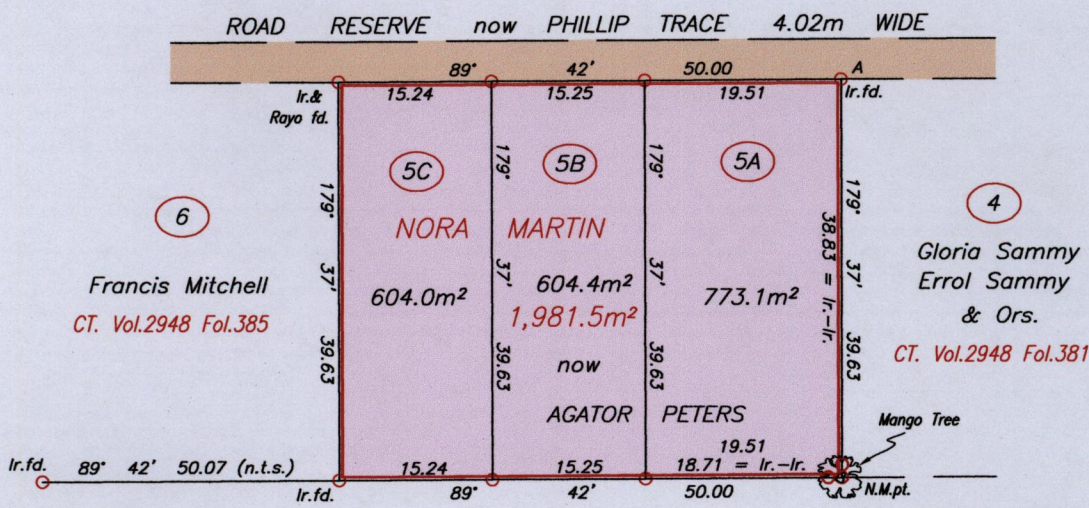 ROAD RESERVE now PHILLIP TRACE 4.02m WIDE
89° 42' 50.00 A
Ir.& Rayo fd.
15.24 15.25 19.51
Ir.fd.
5C 5B 5A
6
4
179° 37' 39.63
179° 37' 39.63
179° 37' 39.63
38.83 = Ir.-Ir.
179° 37' 39.63
NORA MARTIN
Francis Mitchell
CT. Vol.2948 Fol.385
604.0m²
604.4m²
773.1m²
1,981.5m²
now
AGATOR PETERS
Gloria Sammy
Errol Sammy
& Ors.
CT. Vol.2948 Fol.381
Mango Tree
19.51
Ir.fd. 89° 42' 50.07 (n.t.s.)
15.24 15.25 18.71 = Ir.-Ir.
Ir.fd. 89° 42' 50.00
N.M.pt.